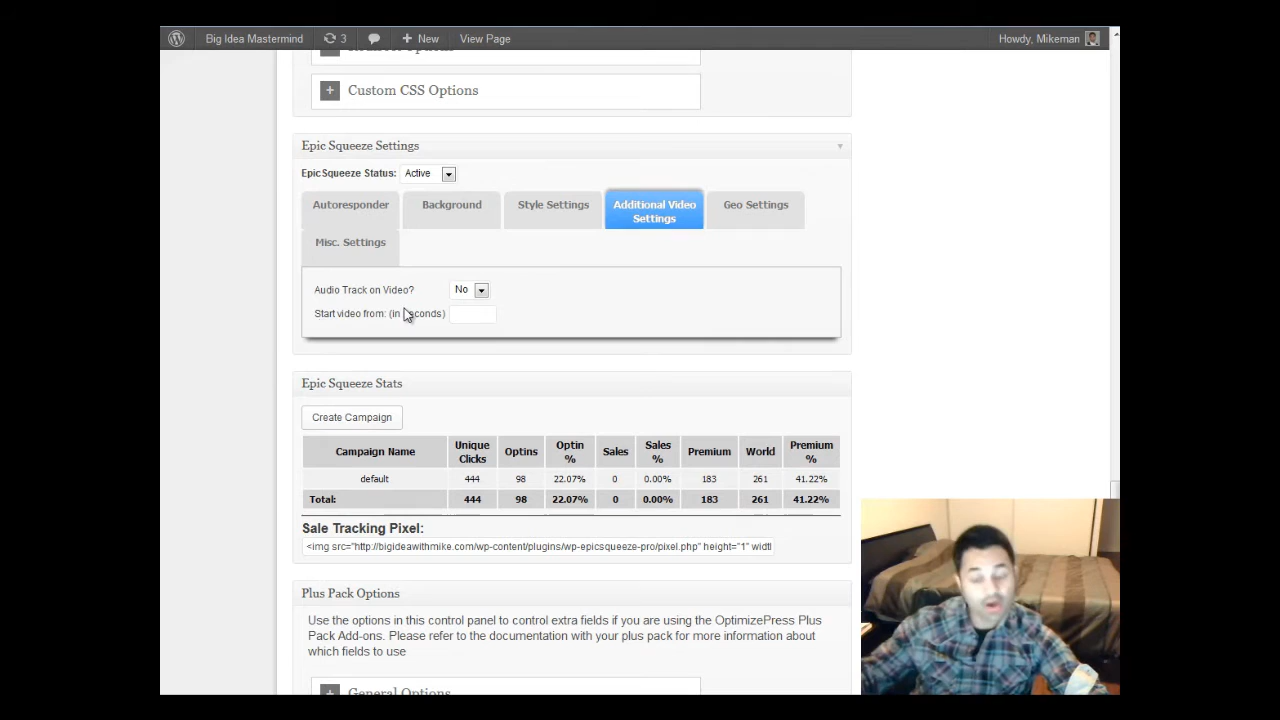 Big Idea Mastermind 3 New View Page Howdy, Mikeman
Custom CSS Options
Epic Squeeze Settings
EpicSqueeze Status: Active
Autoresponder Background Style Settings Additional Video Settings Geo Settings
Misc. Settings
Audio Track on Video? No
Start video from: (in seconds)
Epic Squeeze Stats
Create Campaign
Campaign Name Unique Clicks Optins Optin % Sales Sales % Premium World Premium %
default 444 98 22.07% 0 0.00% 183 261 41.22%
Total: 444 98 22.07% 0 0.00% 183 261 41.22%
Sale Tracking Pixel:
<img src="http://bigideawithmike.com/wp-content/plugins/wp-epicsqueeze-pro/pixel.php" height="1" widtl
Plus Pack Options
Use the options in this control panel to control extra fields if you are using the OptimizePress Plus
Pack Add-ons. Please refer to the documentation with your plus pack for more information about
which fields to use
General Options